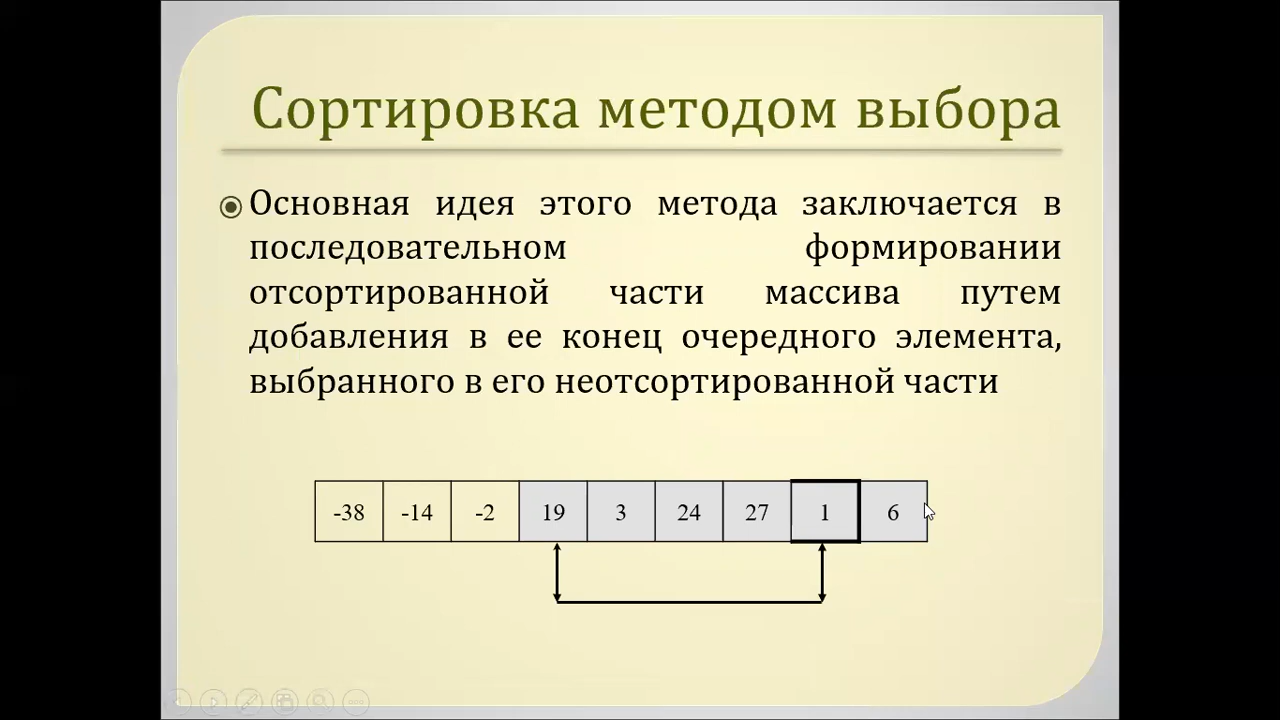 Сортировка методом выбора
Основная идея этого метода заключается в
последовательном формировании
отсортированной части массива путем
добавления в ее конец очередного элемента,
выбранного в его неотсортированной части
-38 -14 -2 19 3 24 27 1 6